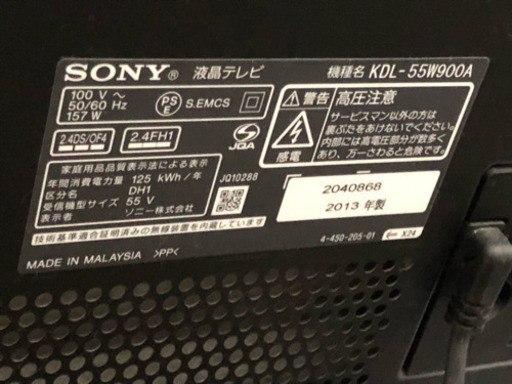 SONY® 液晶テレビ
機種名 KDL-55W900A
100 V～
50/60 Hz
157 W
PSE
S.EMCS
2.4DS/OF4
2.4FH1
JQA
家庭用品品質表示法による表示
年間消費電力量 125 kWh/年
区分名 DH1
受信機型サイズ 55 V
ソニー株式会社
JQ10288
警告 高圧注意
感電
サービスマン以外の方は
裏ぶたをあけないでください。
内部には高電圧部分が数多く
あり、万一さわると危険です。
2040868
2013 年製
技術基準適合証明済みの無線装置を内蔵しています
4-450-205-01
X24
MADE IN MALAYSIA >PP<